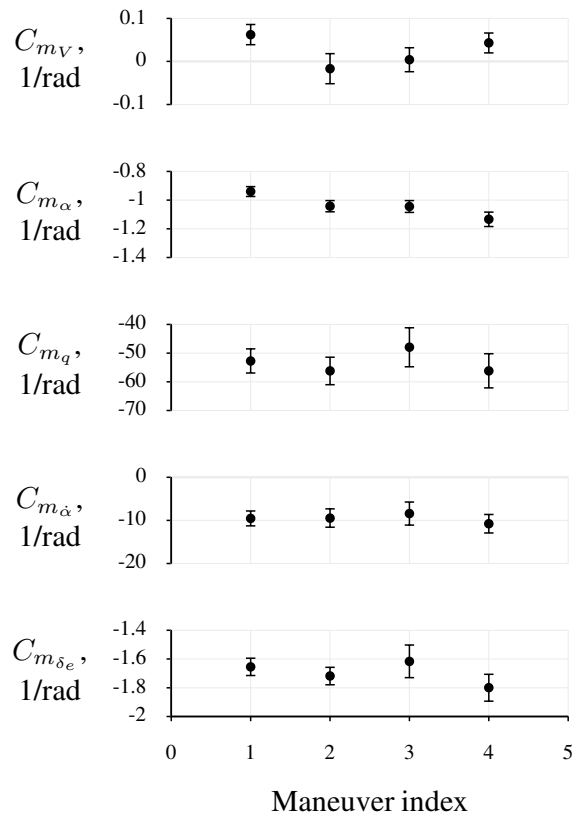 0.1
C_{m_V},
1/rad
0
-0.1
-0.8
C_{m_α},
1/rad
-1
-1.2
-1.4
-40
C_{m_q},
1/rad
-50
-60
-70
0
C_{m_{\dot{α}}},
1/rad
-10
-20
-1.4
C_{m_{δ_e}},
1/rad
-1.6
-1.8
-2
0 1 2 3 4 5
Maneuver index